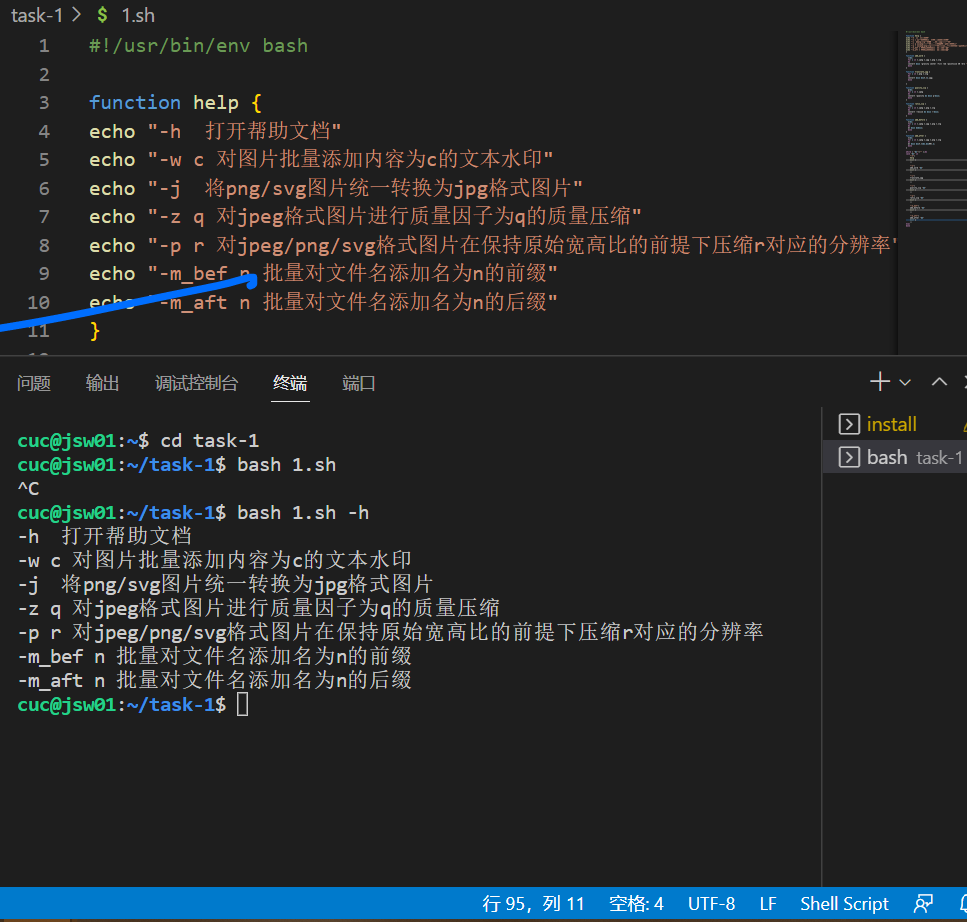 task-1 > $ 1.sh
1 #!/usr/bin/env bash
2
3 function help {
4 echo "-h  打开帮助文档"
5 echo "-w c 对图片批量添加内容为c的文本水印"
6 echo "-j  将png/svg图片统一转换为jpg格式图片"
7 echo "-z q 对jpeg格式图片进行质量因子为q的质量压缩"
8 echo "-p r 对jpeg/png/svg格式图片在保持原始宽高比的前提下压缩r对应的分辨率"
9 echo "-m_bef n 批量对文件名添加名为n的前缀"
10 echo "-m_aft n 批量对文件名添加名为n的后缀"
11 }
问题 输出 调试控制台 终端 端口
cuc@jsw01:~$ cd task-1
cuc@jsw01:~/task-1$ bash 1.sh
^C
cuc@jsw01:~/task-1$ bash 1.sh -h
-h  打开帮助文档
-w c 对图片批量添加内容为c的文本水印
-j  将png/svg图片统一转换为jpg格式图片
-z q 对jpeg格式图片进行质量因子为q的质量压缩
-p r 对jpeg/png/svg格式图片在保持原始宽高比的前提下压缩r对应的分辨率
-m_bef n 批量对文件名添加名为n的前缀
-m_aft n 批量对文件名添加名为n的后缀
cuc@jsw01:~/task-1$
install
bash task-1
行 95，列 11 空格: 4 UTF-8 LF Shell Script